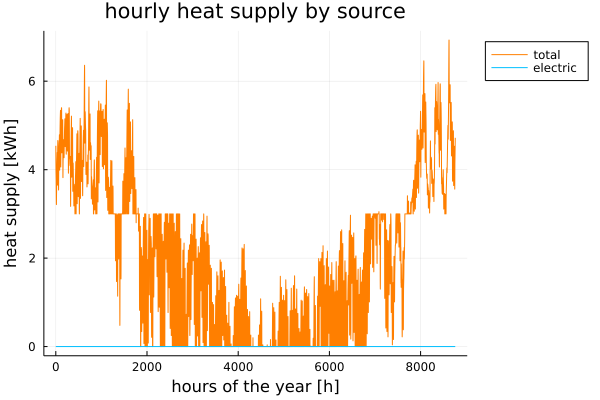 hourly heat supply by source
total
electric
heat supply [kWh]
6
4
2
0
0 2000 4000 6000 8000
hours of the year [h]